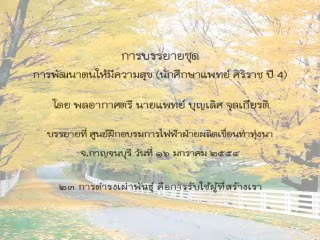 การบรรยายชุด
การพัฒนาตนให้มีความสุข (นักศึกษาแพทย์ ศิริราช ปี 4)
โดย พลอากาศตรี นายแพทย์ บุญเลิศ จุลเกียรติ
บรรยายที่ ศูนย์ฝึกอบรมการไฟฟ้าฝ่ายผลิตเขื่อนท่าทุ่งนา
จ.กาญจนบุรี วันที่ ๑๖ มกราคม ๒๕๕๔
๒๓ การดำรงเผ่าพันธุ์ คือการรับใช้ผู้ที่สร้างเรา